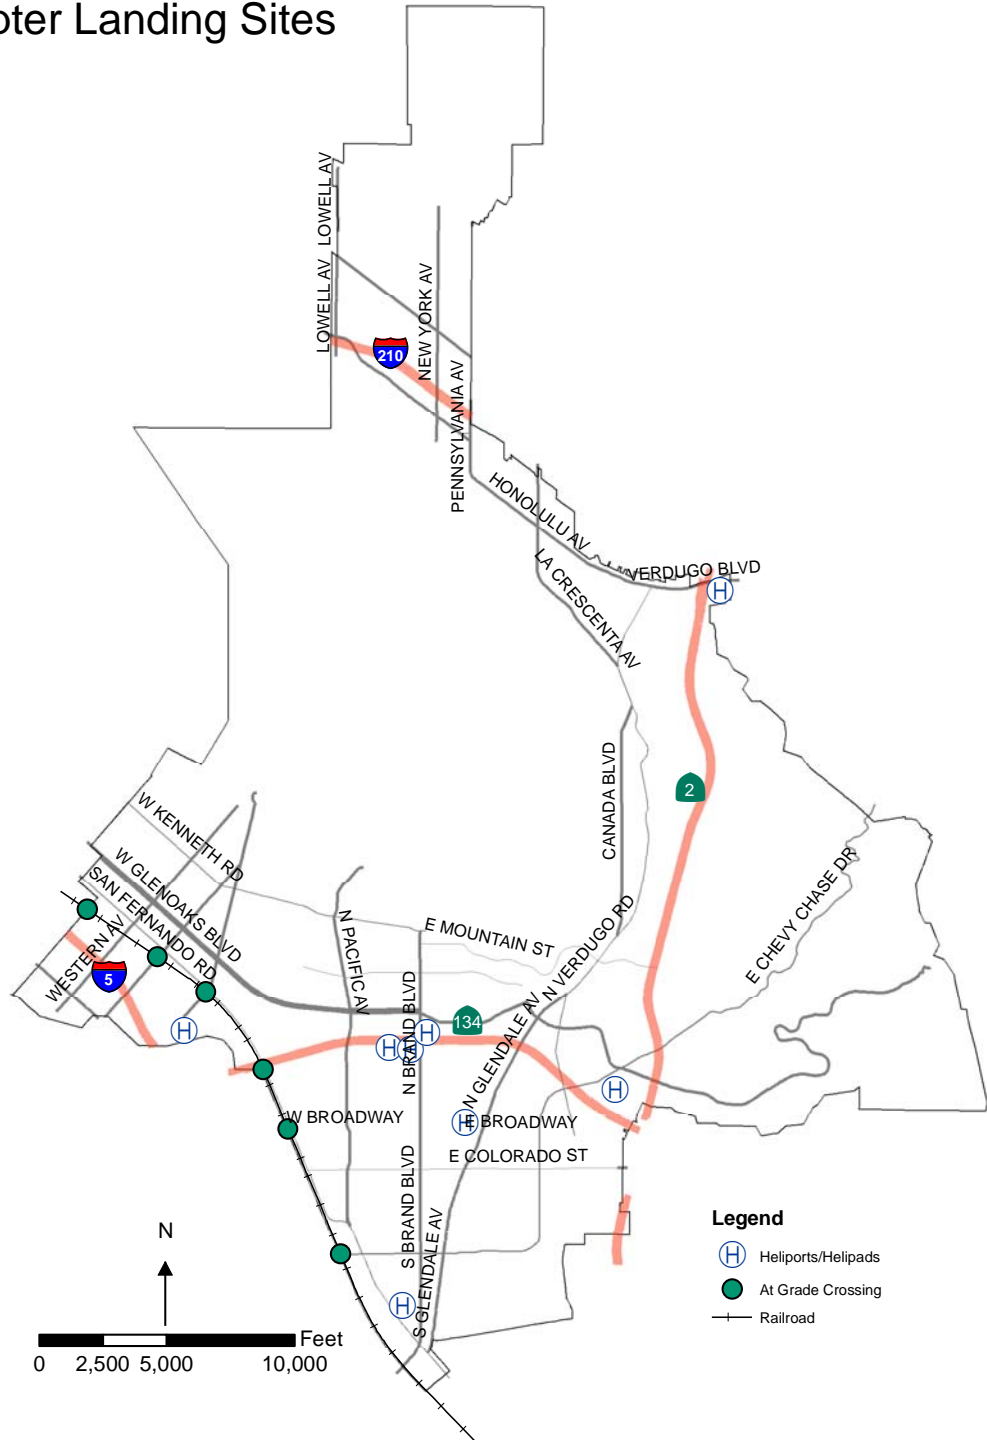 oter Landing Sites
LOWELL AV
LOWELL AV
NEW YORK AV
210
PENNSYLVANIA AV
HONOLULU AV
VERDUGO BLVD
H
LA CRESCENTA AV
CANADA BLVD
2
W KENNETH RD
W GLENOAKS BLVD
SAN FERNANDO RD
WESTERN AV
5
E CHEVY CHASE DR
N PACIFIC AV
E MOUNTAIN ST
N VERDUGO RD
N BRAND BLVD
134
N GLENDALE AV
H
H
H
H
H
W BROADWAY
H
E BROADWAY
E COLORADO ST
S BRAND BLVD
S GLENDALE AV
H
N
Feet
0 2,500 5,000 10,000
Legend
H Heliports/Helipads
At Grade Crossing
Railroad